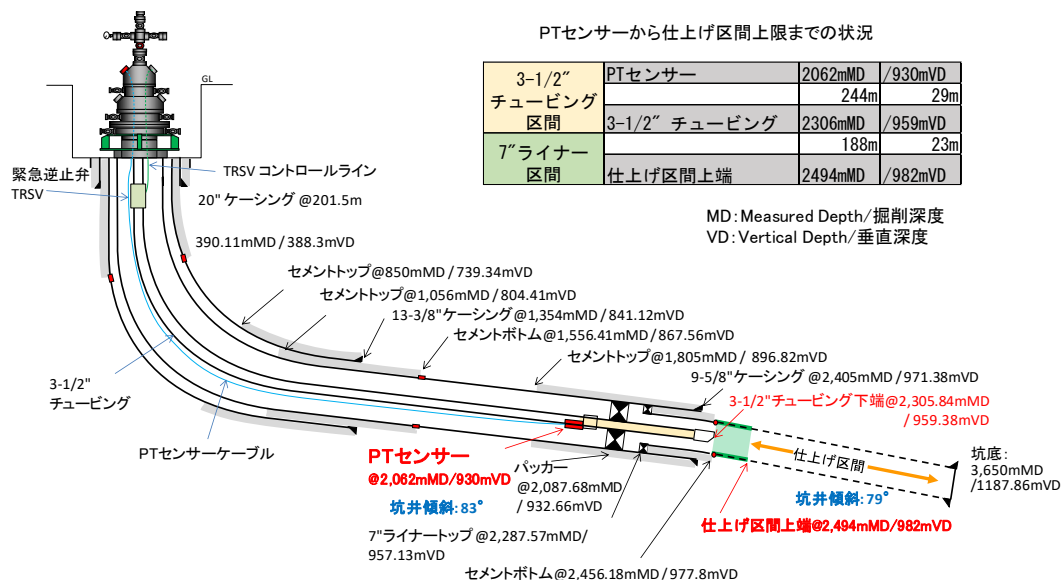 PTセンサーから仕上げ区間上限までの状況
3-1/2″
チュービング
区間
PTセンサー 2062mMD /930mVD
244m 29m
3-1/2″ チュービング 2306mMD /959mVD
7″ライナー
区間
188m 23m
仕上げ区間上端 2494mMD /982mVD
MD:Measured Depth/掘削深度
VD:Vertical Depth/垂直深度
GL
緊急逆止弁
TRSV
TRSV コントロールライン
20" ケーシング @201.5m
390.11mMD / 388.3mVD
セメントトップ@850mMD / 739.34mVD
セメントトップ@1,056mMD / 804.41mVD
13-3/8"ケーシング @1,354mMD / 841.12mVD
セメントボトム@1,556.41mMD / 867.56mVD
セメントトップ@1,805mMD / 896.82mVD
9-5/8"ケーシング @2,405mMD / 971.38mVD
3-1/2"チュービング下端@2,305.84mMD
/ 959.38mVD
3-1/2"
チュービング
PTセンサーケーブル
PTセンサー
@2,062mMD/930mVD
坑井傾斜:83°
パッカー
@2,087.68mMD
/ 932.66mVD
7"ライナートップ @2,287.57mMD/
957.13mVD
セメントボトム@2,456.18mMD / 977.8mVD
仕上げ区間
坑井傾斜:79°
仕上げ区間上端@2,494mMD/982mVD
坑底:
3,650mMD
/1187.86mVD